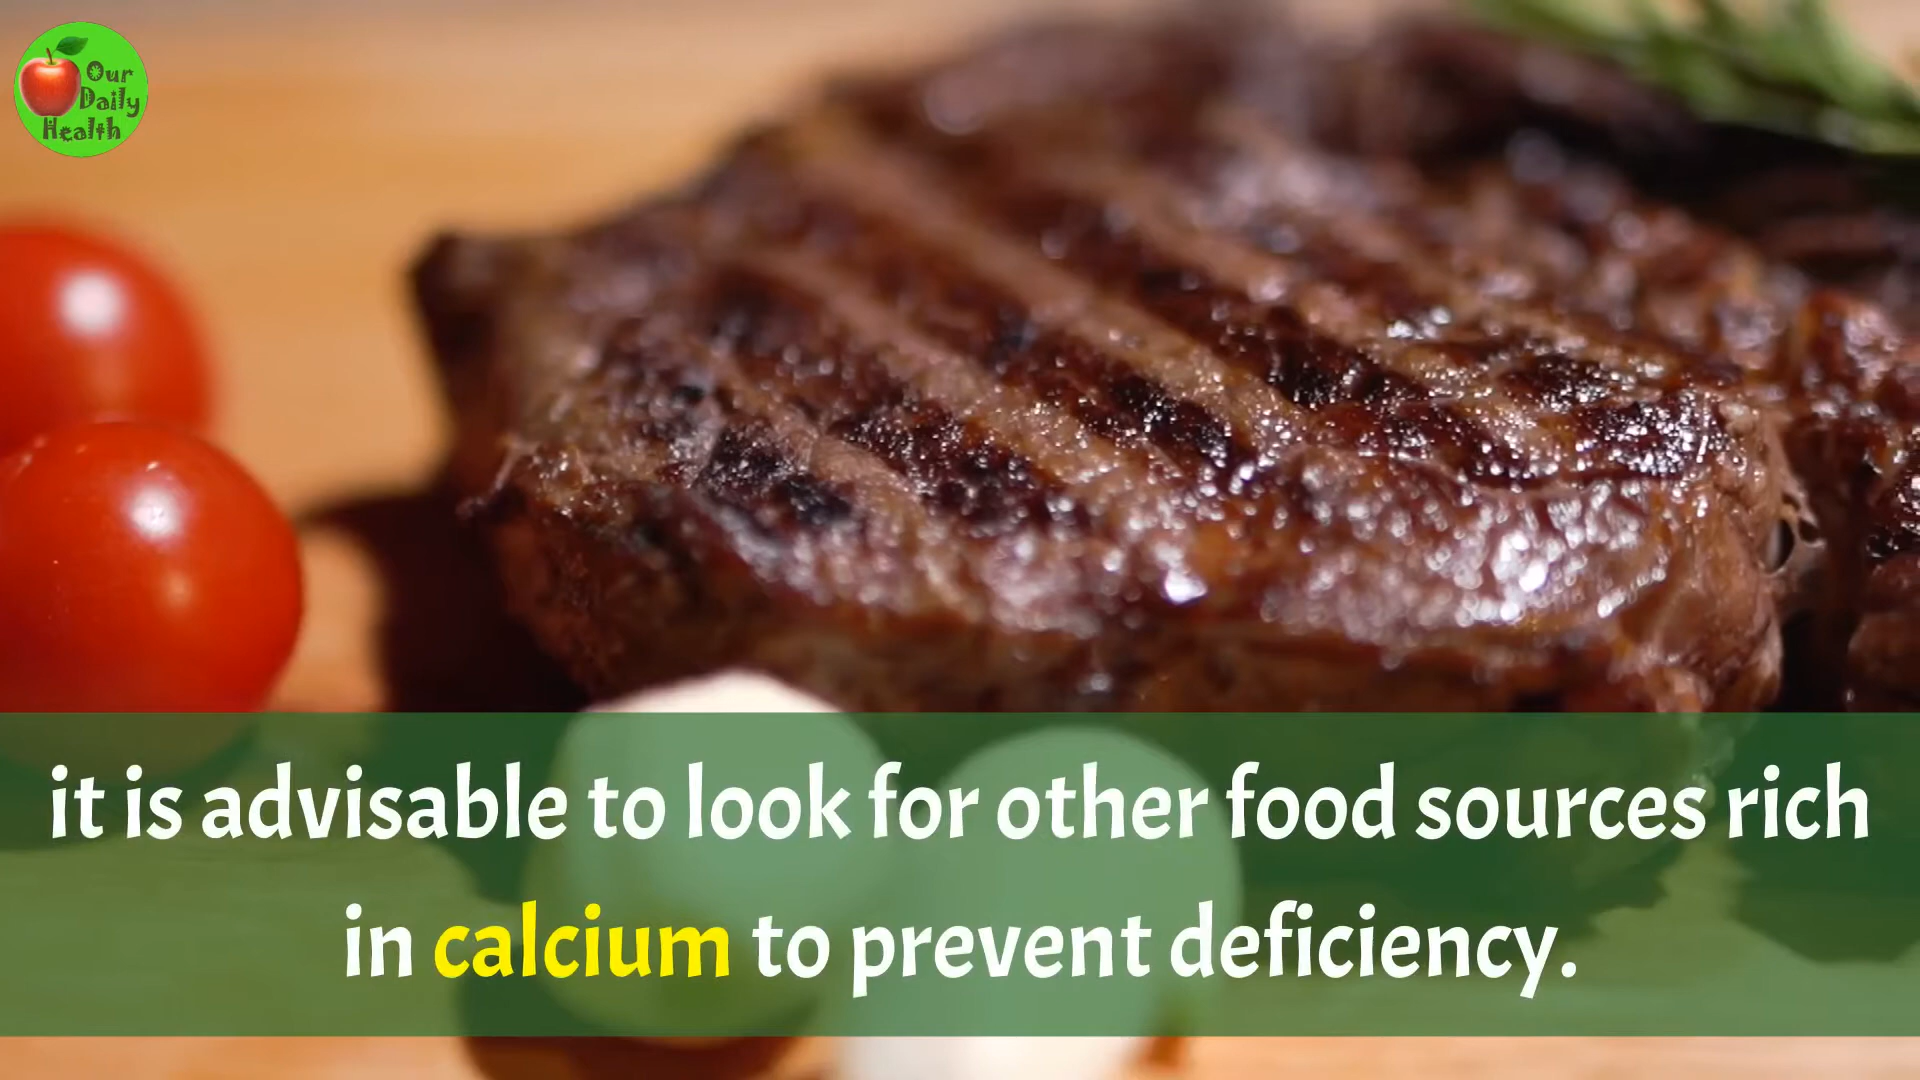 Our
Daily
Health
it is advisable to look for other food sources rich
in calcium to prevent deficiency.